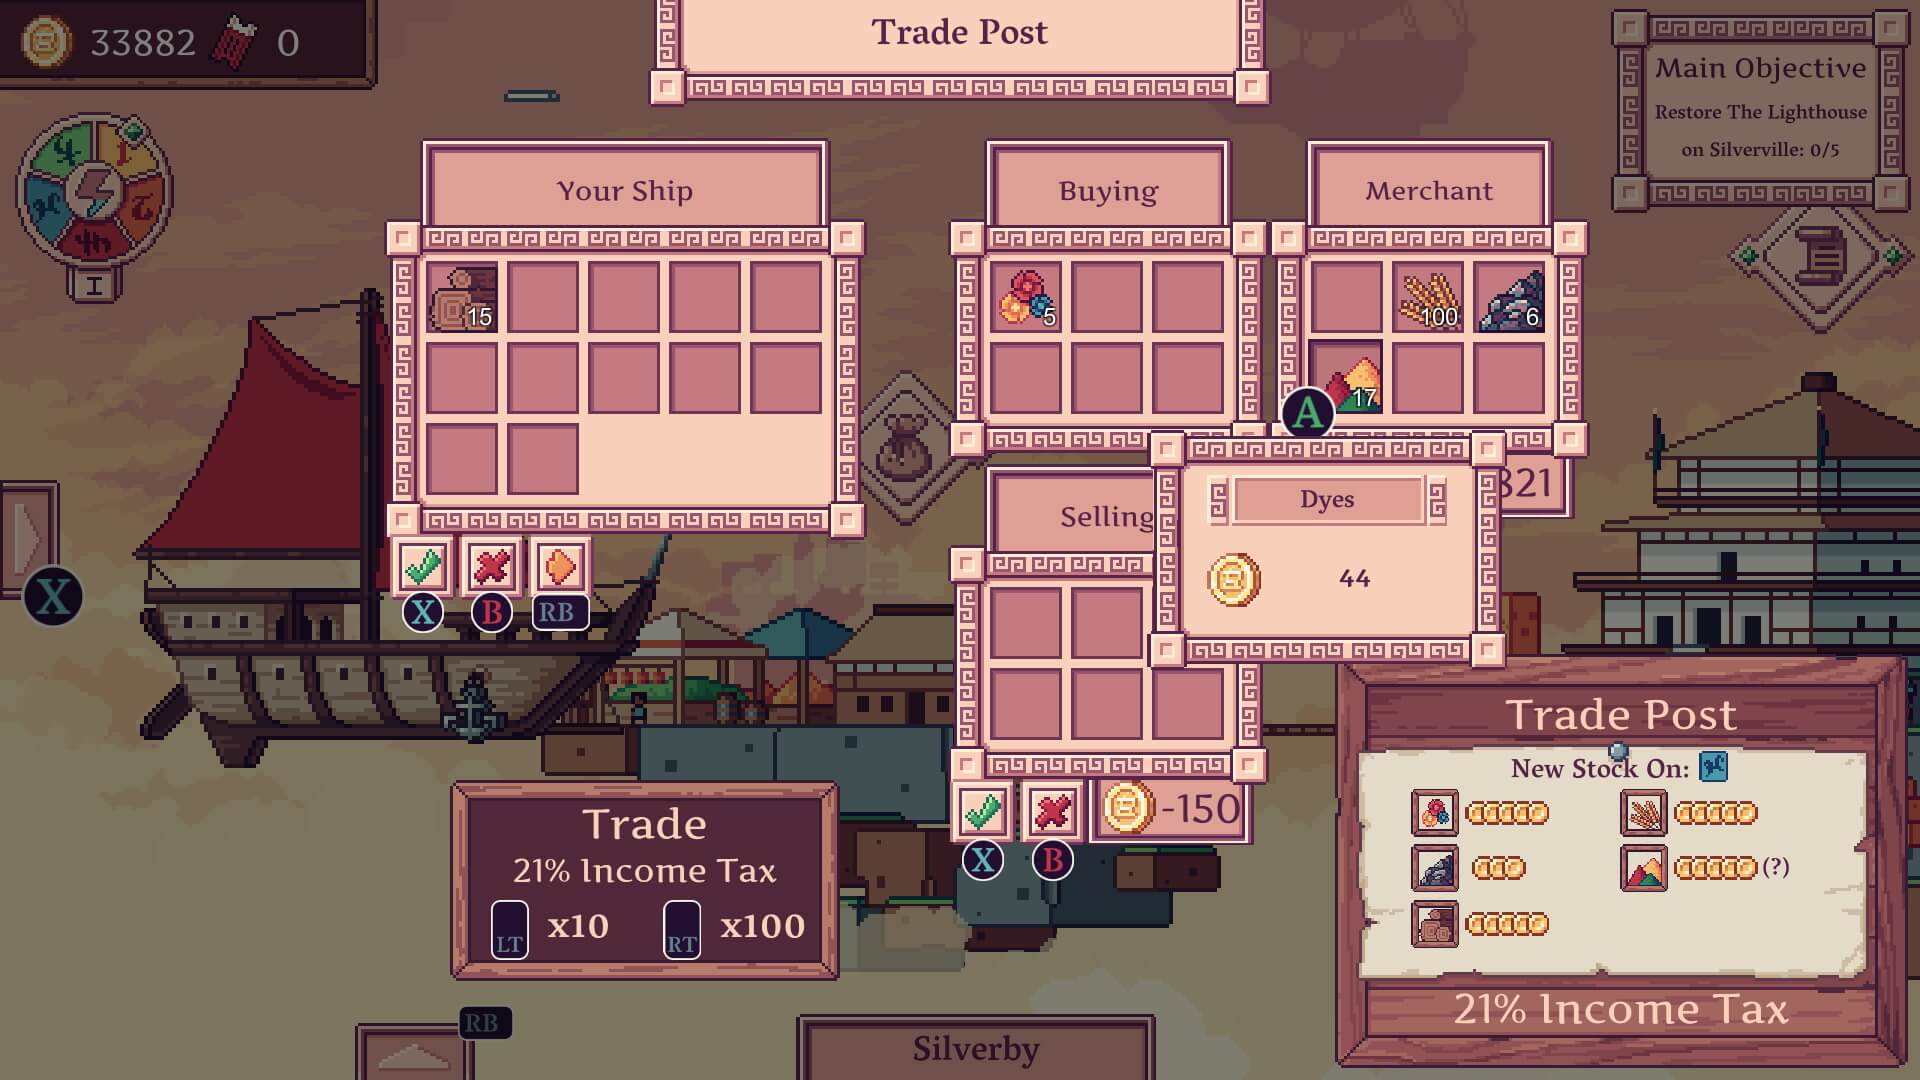 33882 0
Trade Post
Main Objective
Restore The Lighthouse
on Silverville: 0/5
Your Ship
Buying
Merchant
I
15
5
100
6
17
A
821
Selling
Dyes
44
X
X
B
RB
Trade Post
New Stock On:
(?)
21% Income Tax
-150
X
B
Trade
21% Income Tax
LT x10 RT x100
RB
Silverby